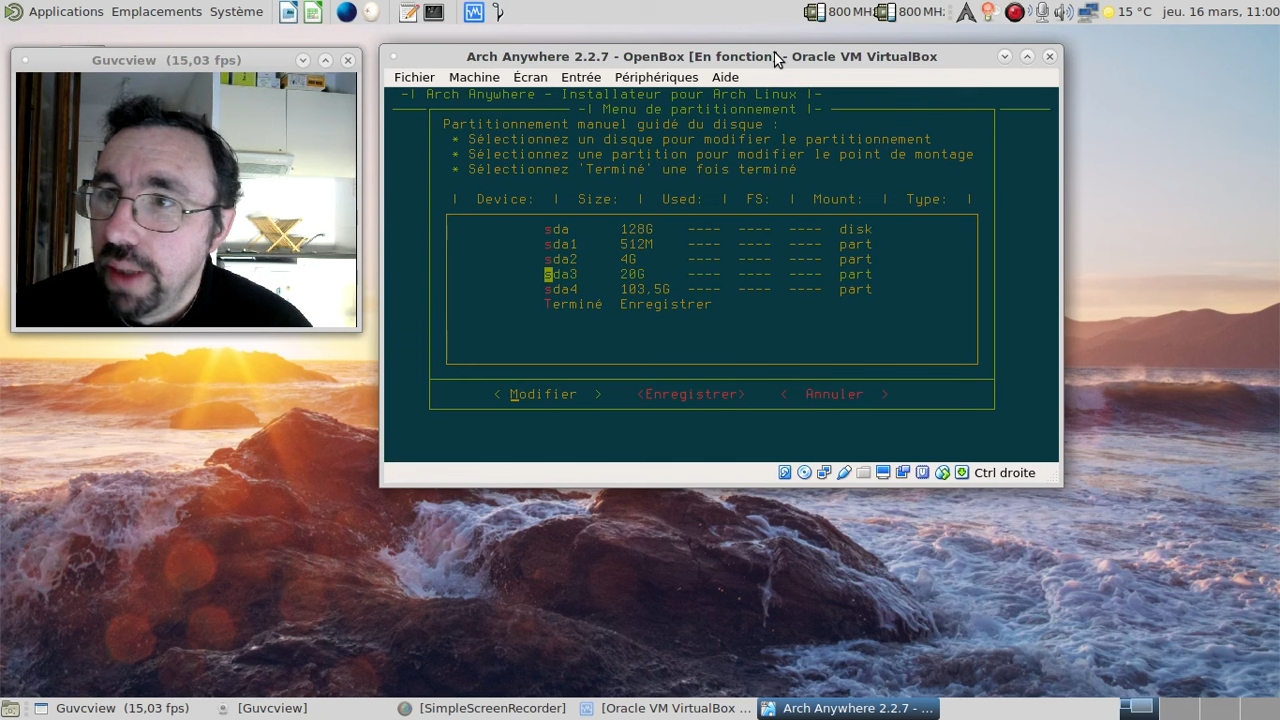 Applications Emplacements Système 800 MH: 800 MH: 15 °C jeu. 16 mars, 11:00
Guvcview (15,03 fps)
Arch Anywhere 2.2.7 - OpenBox [En fonction] - Oracle VM VirtualBox
Fichier Machine Écran Entrée Périphériques Aide
-| Arch Anywhere - Installateur pour Arch Linux |-
-| Menu de partitionnement |-
Partitionnement manuel guidé du disque :
* Sélectionnez un disque pour modifier le partitionnement
* Sélectionnez une partition pour modifier le point de montage
* Sélectionnez 'Terminé' une fois terminé
| Device: | Size: | Used: | FS: | Mount: | Type: |
sda 128G ---- ---- ---- disk
sda1 512M ---- ---- ---- part
sda2 4G ---- ---- ---- part
sda3 20G ---- ---- ---- part
sda4 103,5G ---- ---- ---- part
Terminé Enregistrer
< Modifier > <Enregistrer> < Annuler >
Ctrl droite
Guvcview (15,03 fps) [Guvcview] [SimpleScreenRecorder] [Oracle VM VirtualBox ... Arch Anywhere 2.2.7 - ...